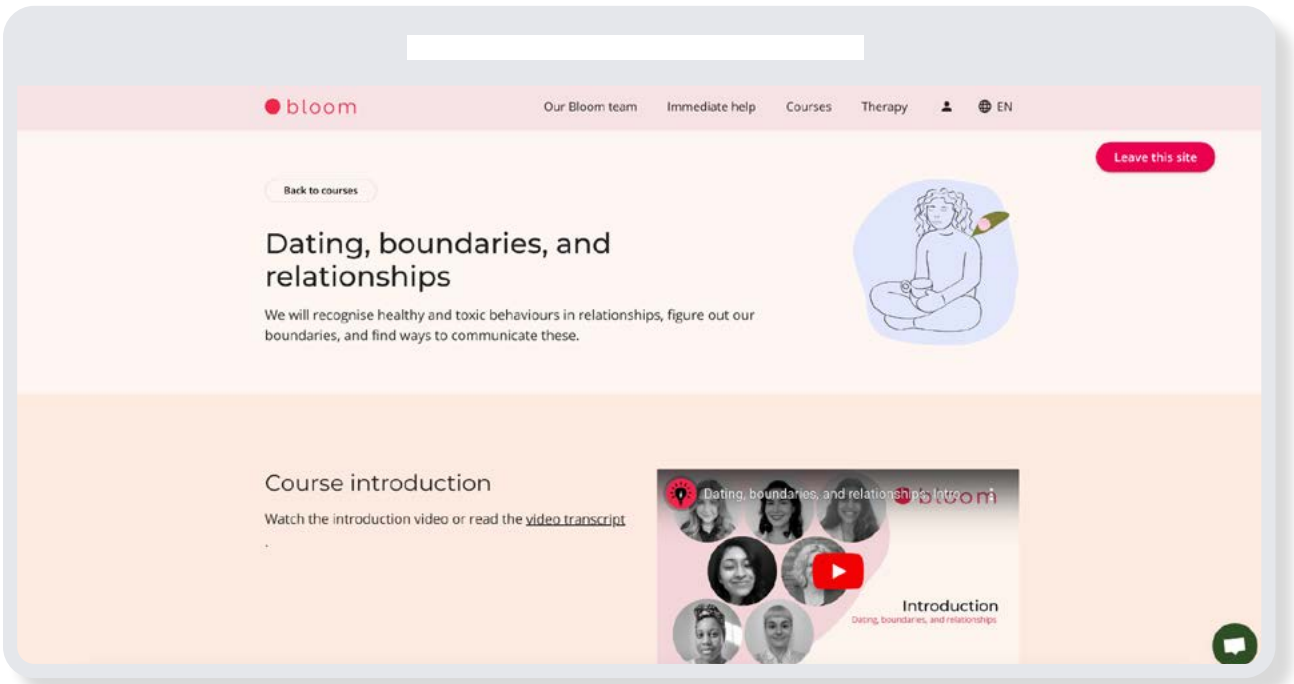 bloom
Our Bloom team Immediate help Courses Therapy EN
Leave this site
Back to courses
Dating, boundaries, and
relationships
We will recognise healthy and toxic behaviours in relationships, figure out our
boundaries, and find ways to communicate these.
Course introduction
Watch the introduction video or read the video transcript
.
Dating, boundaries, and relationships: Intro...
bloom
Introduction
Dating, boundaries, and relationships